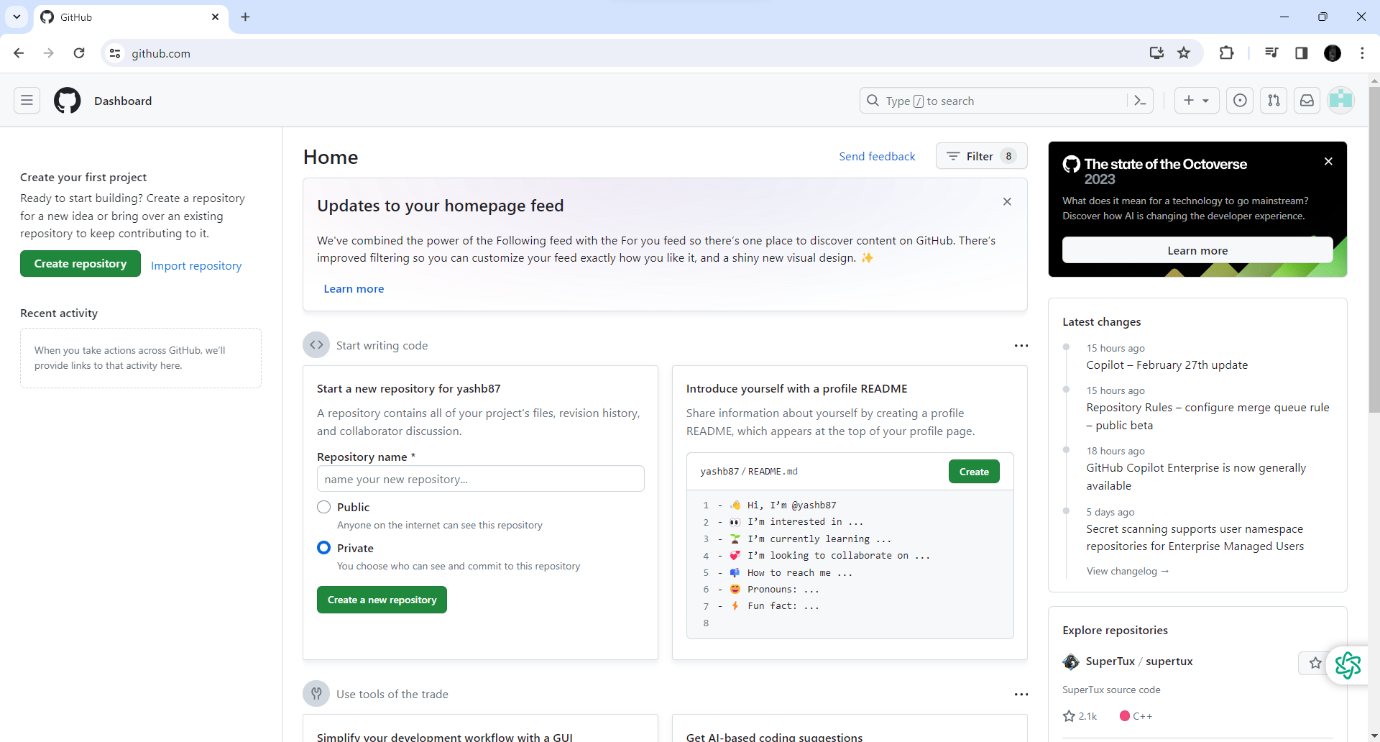 GitHub
github.com
Dashboard
Type / to search
Create your first project
Ready to start building? Create a repository
for a new idea or bring over an existing
repository to keep contributing to it.
Create repository
Import repository
Recent activity
When you take actions across GitHub, we'll
provide links to that activity here.
Home
Send feedback
Filter 8
Updates to your homepage feed
We've combined the power of the Following feed with the For you feed so there's one place to discover content on GitHub. There's
improved filtering so you can customize your feed exactly how you like it, and a shiny new visual design. ✨
Learn more
Start writing code
Start a new repository for yashb87
A repository contains all of your project's files, revision history,
and collaborator discussion.
Repository name *
name your new repository...
Public
Anyone on the internet can see this repository
Private
You choose who can see and commit to this repository
Create a new repository
Introduce yourself with a profile README
Share information about yourself by creating a profile
README, which appears at the top of your profile page.
yashb87 / README.md
Create
1 - 👋 Hi, I'm @yashb87
2 - 👀 I'm interested in ...
3 - 🌱 I'm currently learning ...
4 - 💞️ I'm looking to collaborate on ...
5 - 📫 How to reach me ...
6 - 😄 Pronouns: ...
7 - ⚡ Fun fact: ...
8
Use tools of the trade
Simplify your development workflow with a GUI
Get AI-based coding suggestions
The state of the Octoverse
2023
What does it mean for a technology to go mainstream?
Discover how AI is changing the developer experience.
Learn more
Latest changes
15 hours ago
Copilot – February 27th update
15 hours ago
Repository Rules – configure merge queue rule
– public beta
18 hours ago
GitHub Copilot Enterprise is now generally
available
5 days ago
Secret scanning supports user namespace
repositories for Enterprise Managed Users
View changelog →
Explore repositories
SuperTux / supertux
SuperTux source code
2.1k
C++